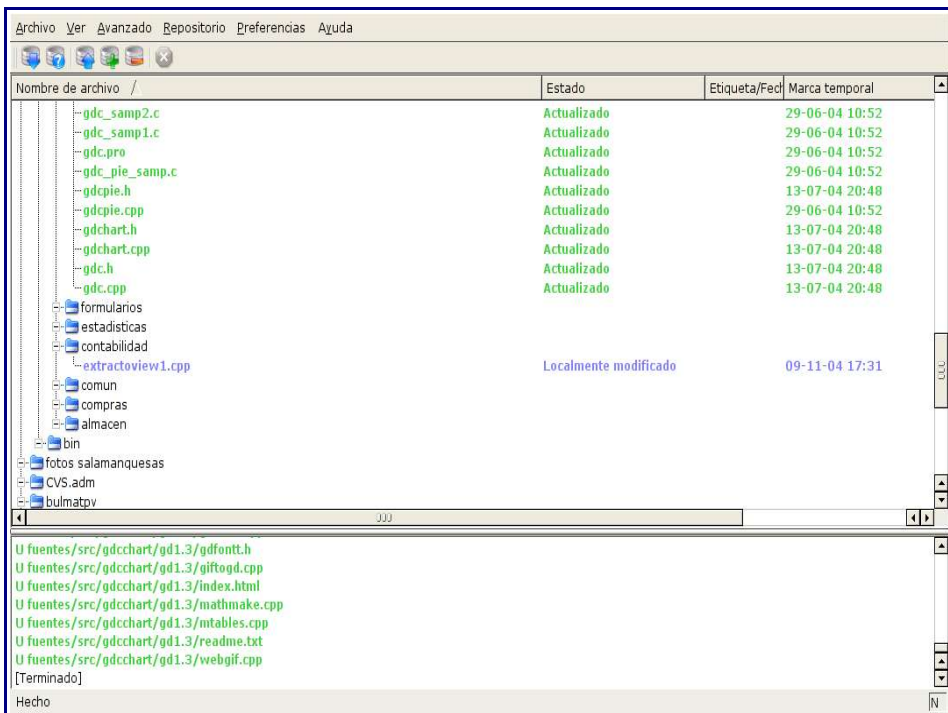 Archivo Ver Avanzado Repositorio Preferencias Ayuda
Nombre de archivo / Estado Etiqueta/Fech Marca temporal
gdc_samp2.c Actualizado 29-06-04 10:52
gdc_samp1.c Actualizado 29-06-04 10:52
gdc.pro Actualizado 29-06-04 10:52
gdc_pie_samp.c Actualizado 29-06-04 10:52
gdcpie.h Actualizado 13-07-04 20:48
gdcpie.cpp Actualizado 29-06-04 10:52
gdchart.h Actualizado 13-07-04 20:48
gdchart.cpp Actualizado 13-07-04 20:48
gdc.h Actualizado 13-07-04 20:48
gdc.cpp Actualizado 13-07-04 20:48
formularios
estadisticas
contabilidad
extractoview1.cpp Localmente modificado 09-11-04 17:31
comun
compras
almacen
bin
fotos salamanquesas
CVS.adm
bulmatpv
U fuentes/src/gdcchart/gd1.3/gdfontt.h
U fuentes/src/gdcchart/gd1.3/giftogd.cpp
U fuentes/src/gdcchart/gd1.3/index.html
U fuentes/src/gdcchart/gd1.3/mathmake.cpp
U fuentes/src/gdcchart/gd1.3/mtables.cpp
U fuentes/src/gdcchart/gd1.3/readme.txt
U fuentes/src/gdcchart/gd1.3/webgif.cpp
[Terminado]
Hecho N